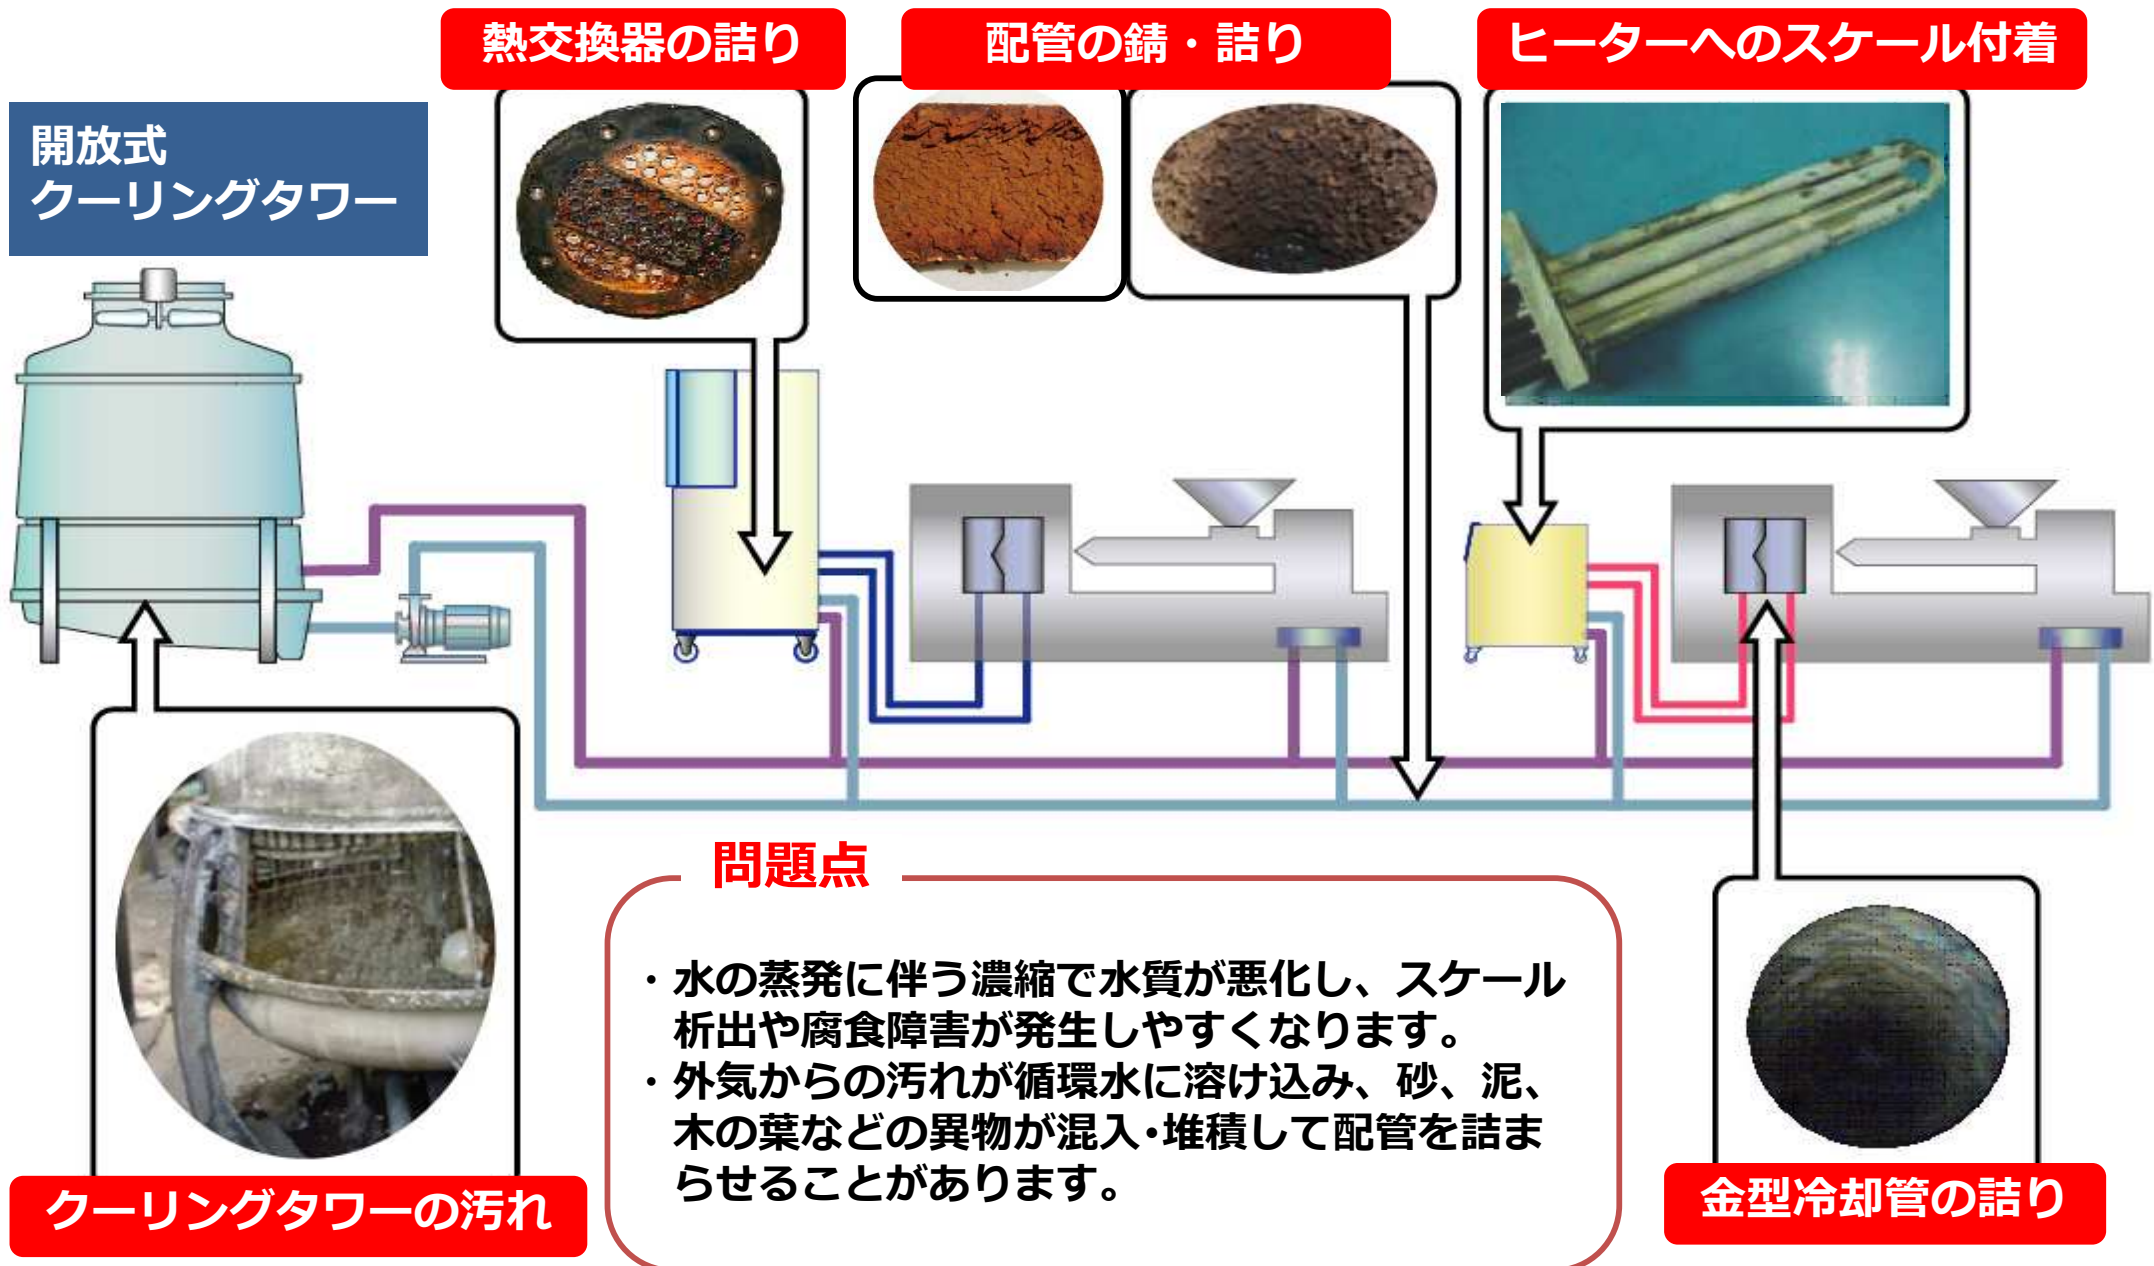 熱交換器の詰り
配管の錆・詰り
ヒーターへのスケール付着
開放式
クーリングタワー
問題点
・水の蒸発に伴う濃縮で水質が悪化し、スケール
析出や腐食障害が発生しやすくなります。
・外気からの汚れが循環水に溶け込み、砂、泥、
木の葉などの異物が混入・堆積して配管を詰ま
らせることがあります。
クーリングタワーの汚れ
金型冷却管の詰り